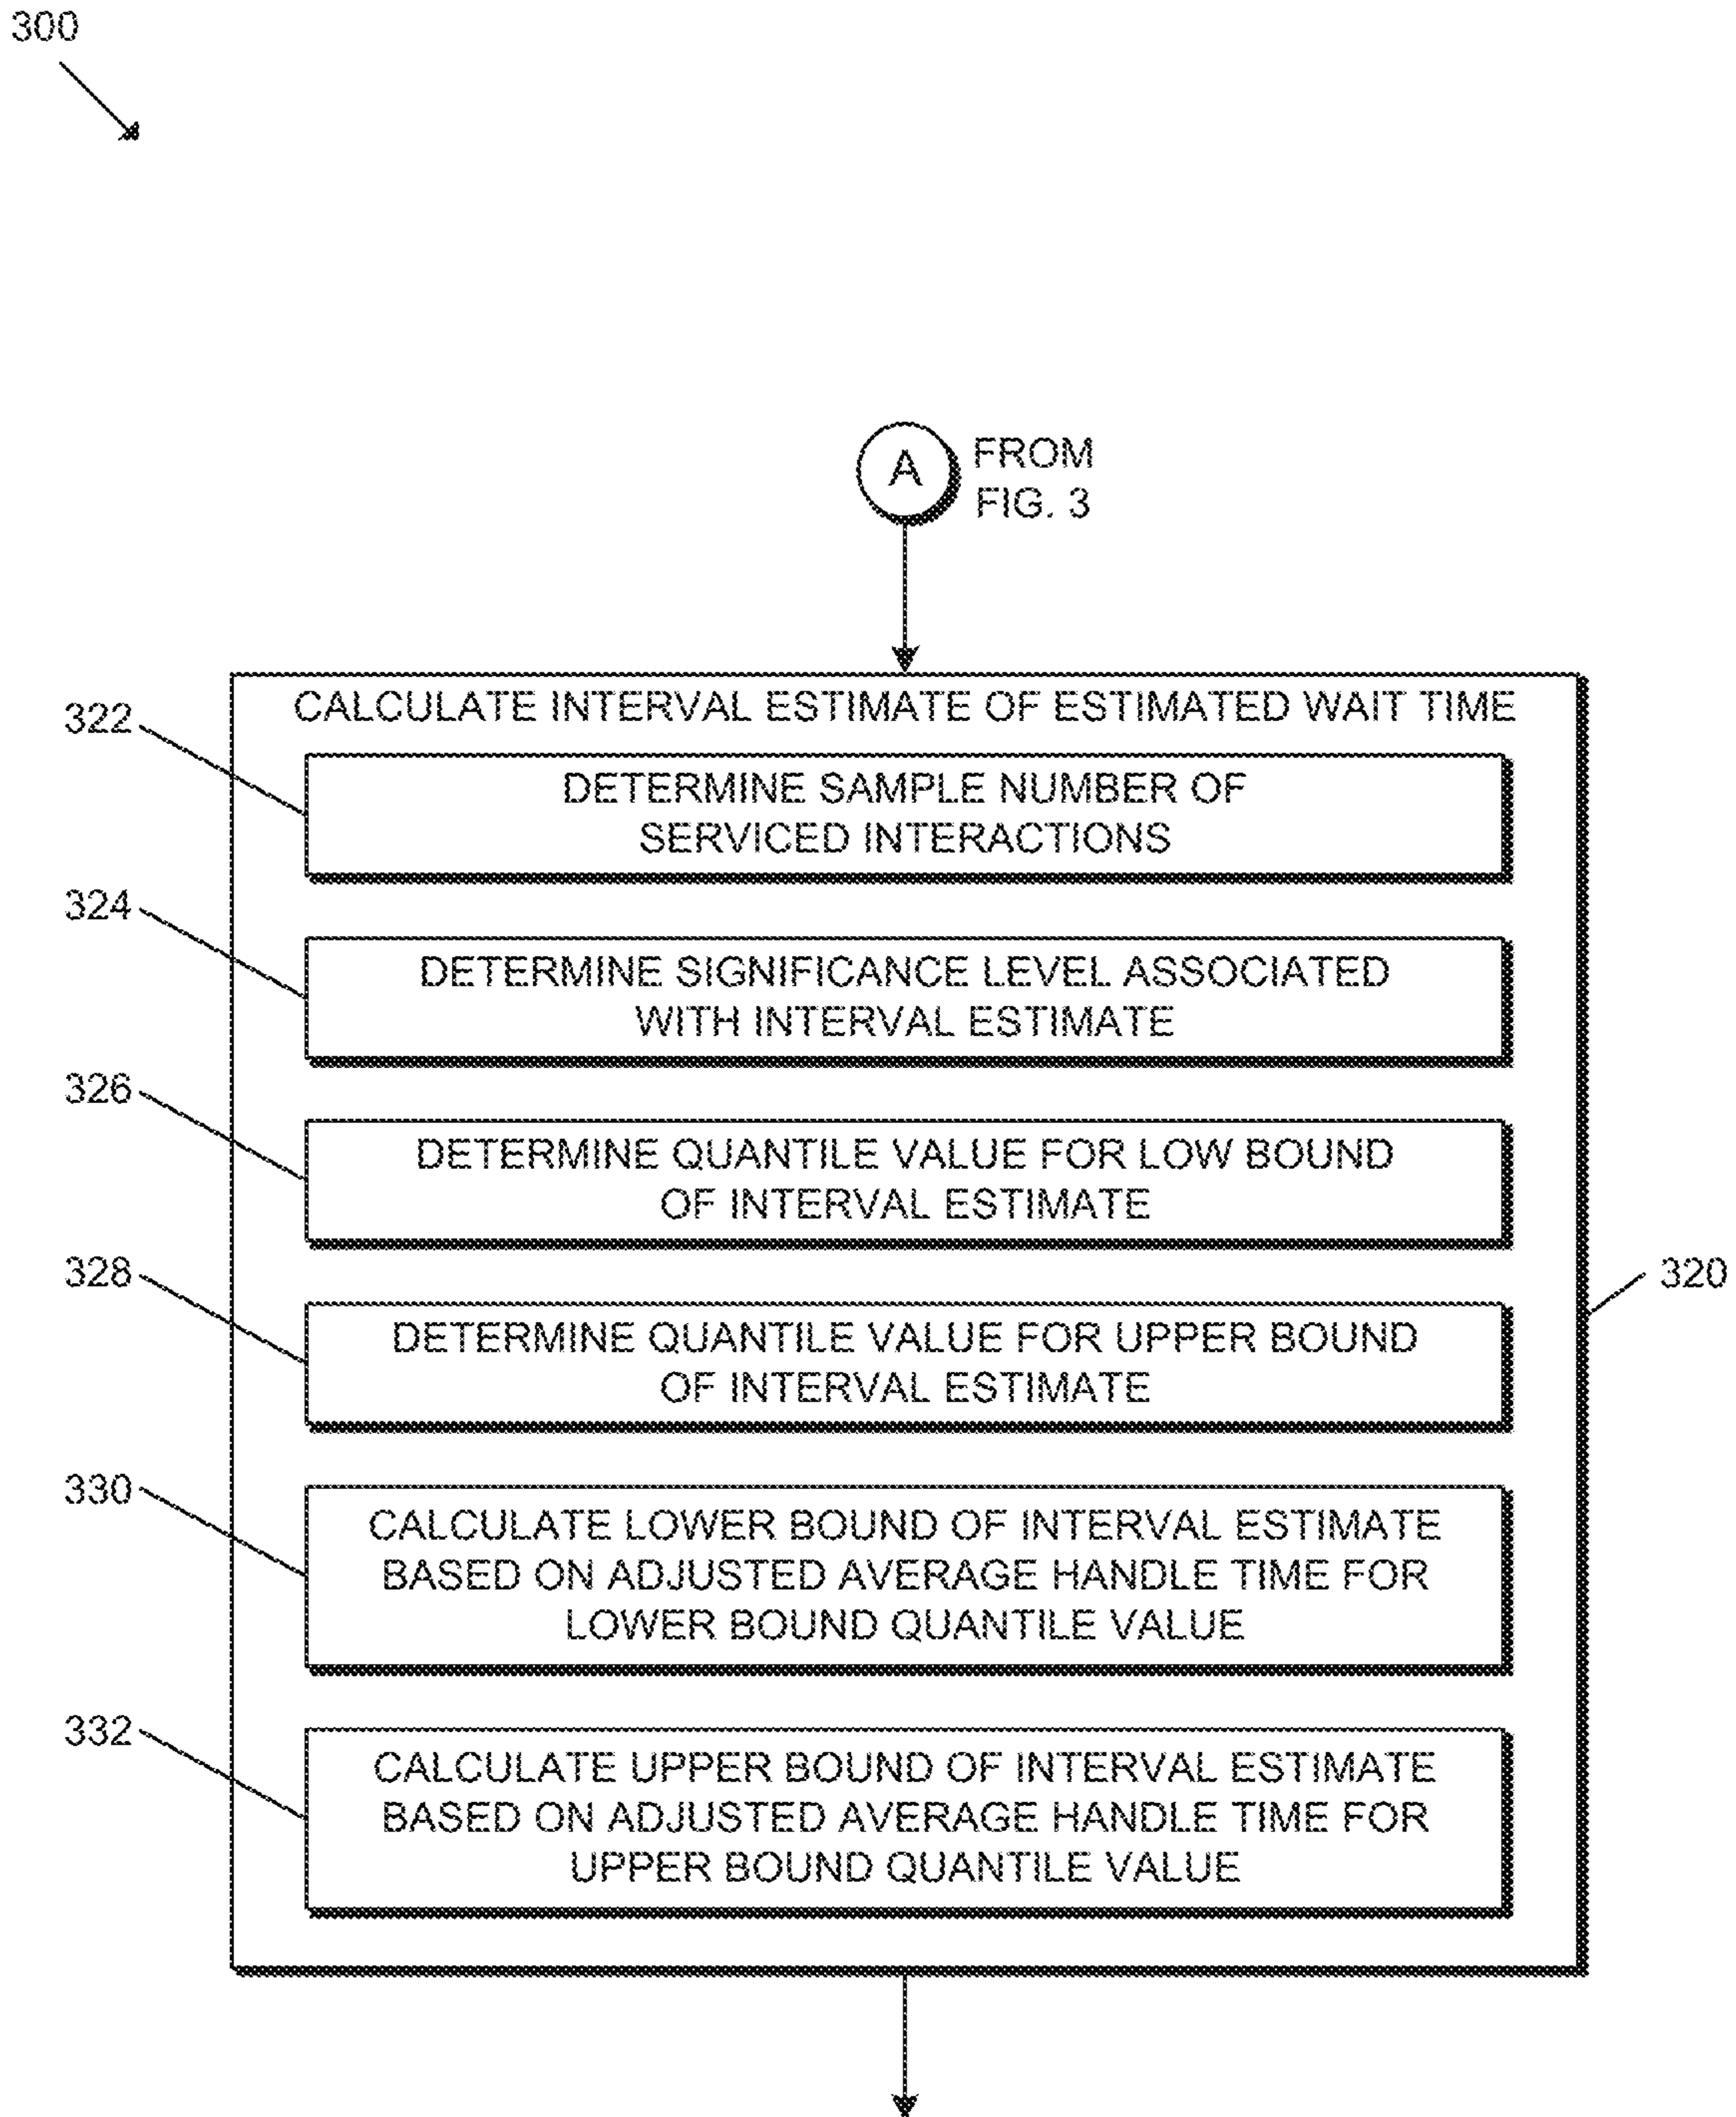 300
A
FROM
FIG. 3
CALCULATE INTERVAL ESTIMATE OF ESTIMATED WAIT TIME
322
DETERMINE SAMPLE NUMBER OF
SERVICED INTERACTIONS
324
DETERMINE SIGNIFICANCE LEVEL ASSOCIATED
WITH INTERVAL ESTIMATE
326
DETERMINE QUANTILE VALUE FOR LOW BOUND
OF INTERVAL ESTIMATE
328
DETERMINE QUANTILE VALUE FOR UPPER BOUND
OF INTERVAL ESTIMATE
320
330
CALCULATE LOWER BOUND OF INTERVAL ESTIMATE
BASED ON ADJUSTED AVERAGE HANDLE TIME FOR
LOWER BOUND QUANTILE VALUE
332
CALCULATE UPPER BOUND OF INTERVAL ESTIMATE
BASED ON ADJUSTED AVERAGE HANDLE TIME FOR
UPPER BOUND QUANTILE VALUE